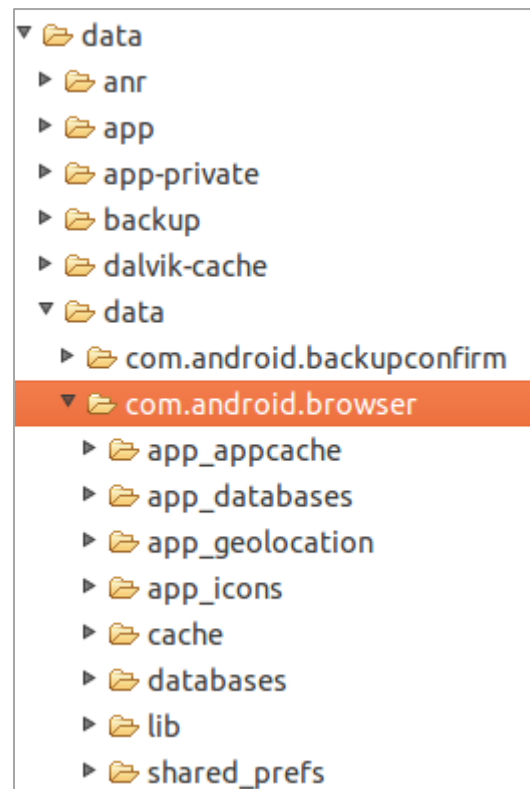 data
anr
app
app-private
backup
dalvik-cache
data
com.android.backupconfirm
com.android.browser
app_appcache
app_databases
app_geolocation
app_icons
cache
databases
lib
shared_prefs